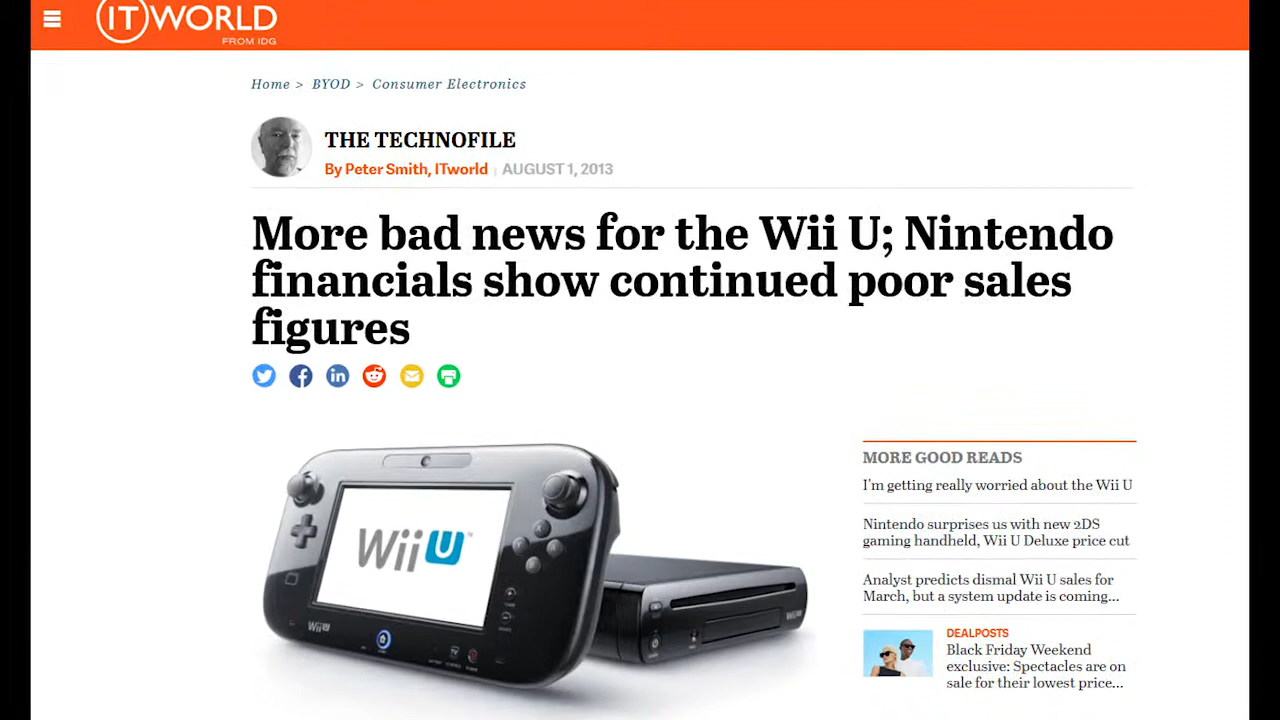 ITWORLD
FROM IDG
Home > BYOD > Consumer Electronics
THE TECHNOFILE
By Peter Smith, ITworld | AUGUST 1, 2013
More bad news for the Wii U; Nintendo
financials show continued poor sales
figures
MORE GOOD READS
I'm getting really worried about the Wii U
Nintendo surprises us with new 2DS
gaming handheld, Wii U Deluxe price cut
Analyst predicts dismal Wii U sales for
March, but a system update is coming...
DEALPOSTS
Black Friday Weekend
exclusive: Spectacles are on
sale for their lowest price...
Wii U™
Wii U
Wii U
TV